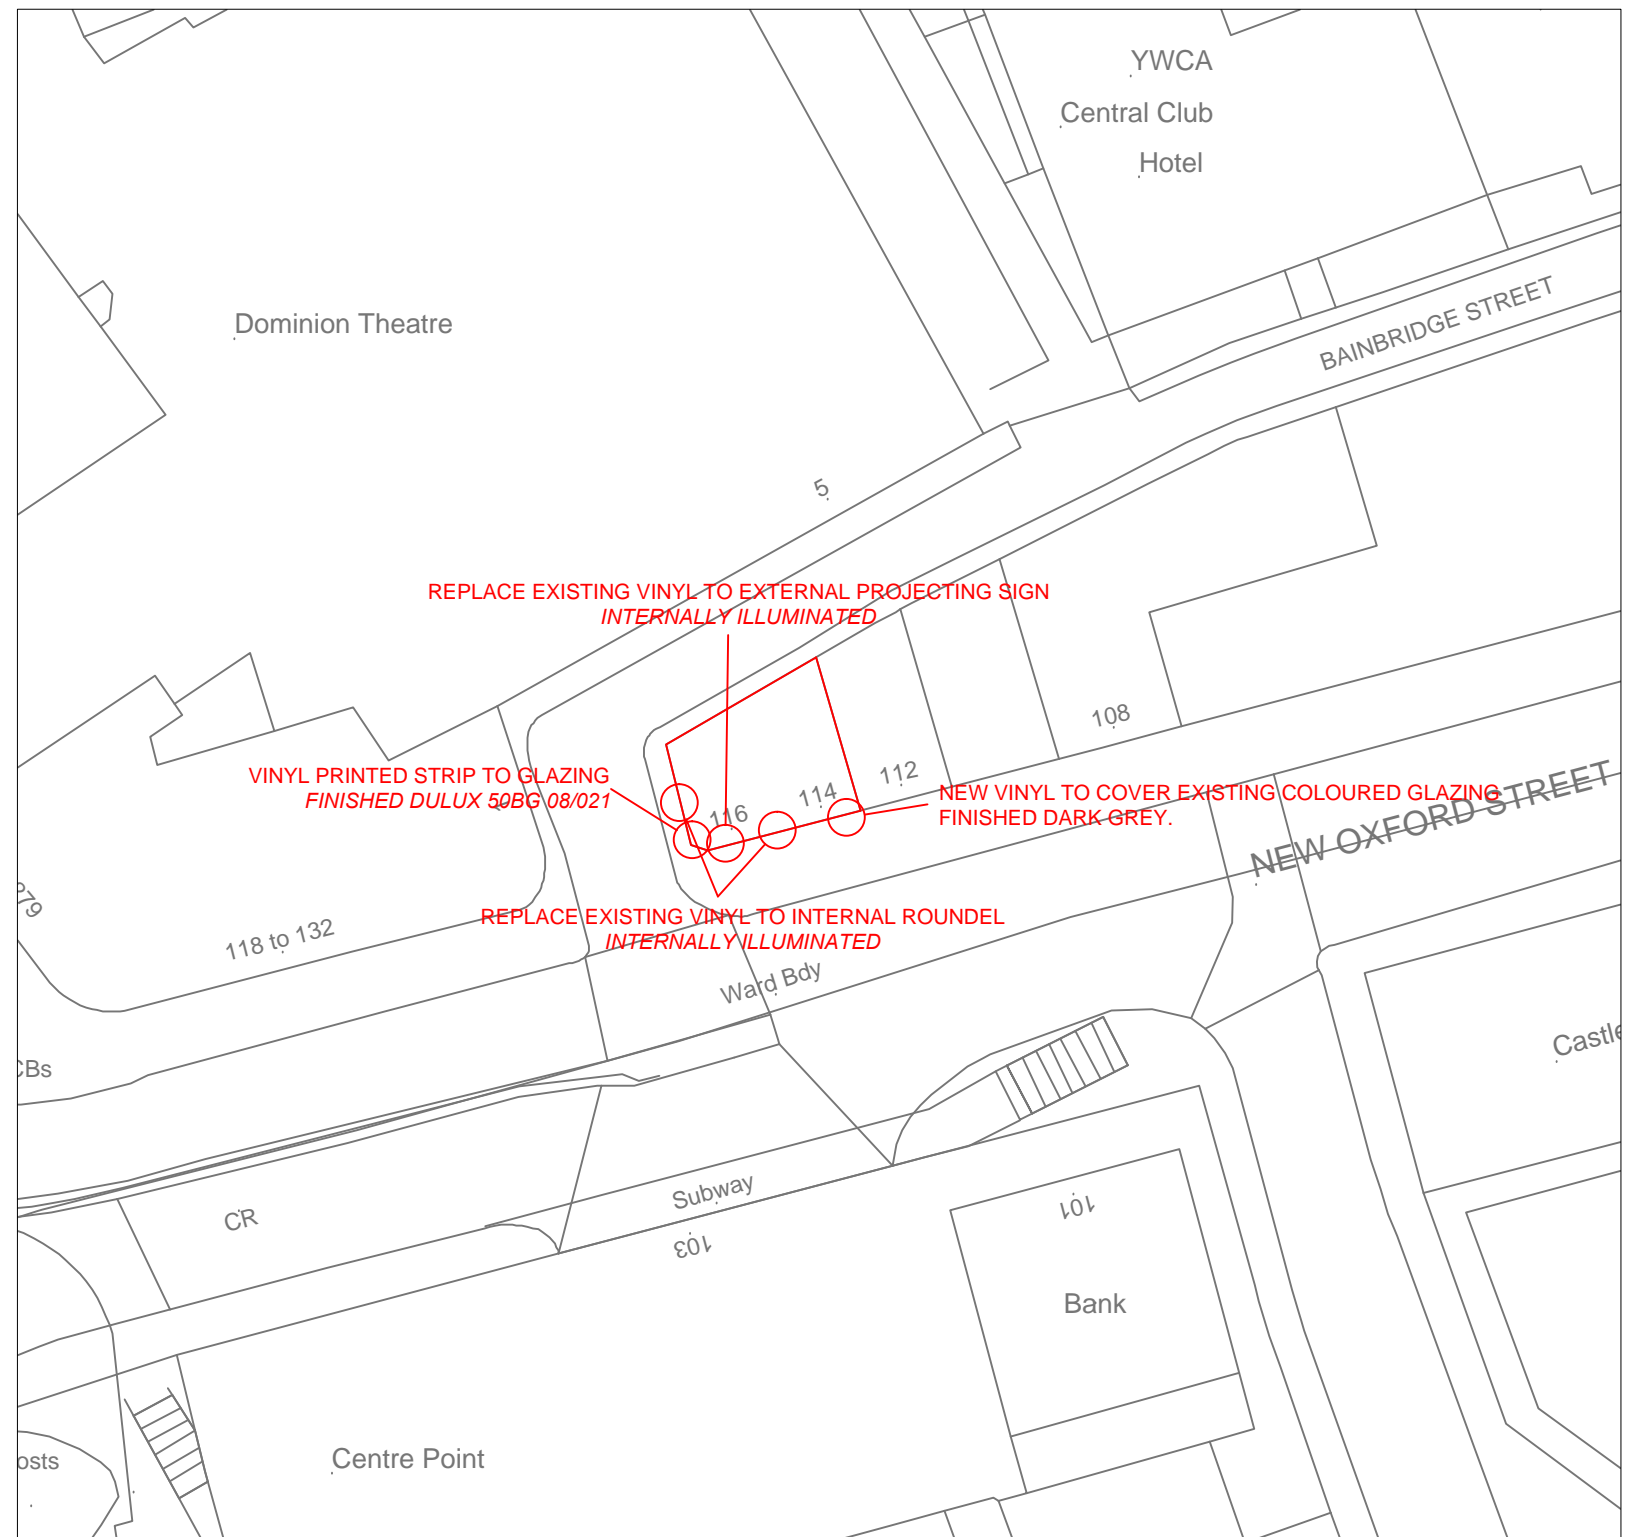 YWCA
Central Club
Hotel
BAINBRIDGE STREET
Dominion Theatre
5
REPLACE EXISTING VINYL TO EXTERNAL PROJECTING SIGN
INTERNALLY ILLUMINATED
108
112
114
116
VINYL PRINTED STRIP TO GLAZING
FINISHED DULUX 50BG 08/021
NEW VINYL TO COVER EXISTING COLOURED GLAZING
FINISHED DARK GREY.
NEW OXFORD STREET
279
REPLACE EXISTING VINYL TO INTERNAL ROUNDEL
INTERNALLY ILLUMINATED
118 to 132
Ward Bdy
Castle
CBs
Subway
CR
101
103
Bank
Centre Point
osts